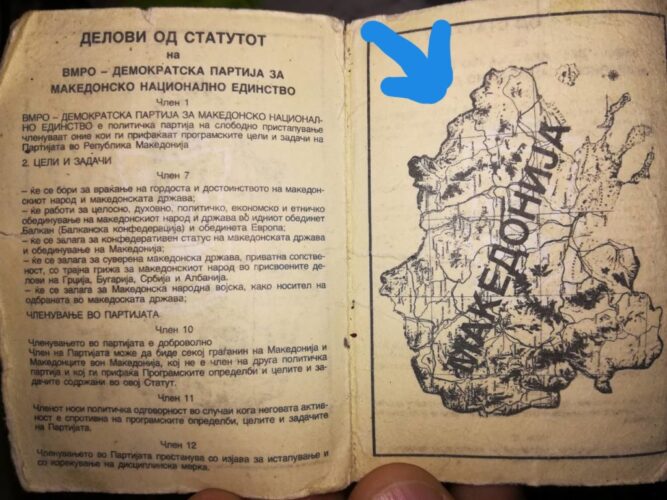 ДЕЛОВИ ОД СТАТУТОТ
на
ВМРО – ДЕМОКРАТСКА ПАРТИЈА ЗА
МАКЕДОНСКО НАЦИОНАЛНО ЕДИНСТВО
Член 1
ВМРО – ДЕМОКРАТСКА ПАРТИЈА ЗА МАКЕДОНСКО НАЦИОНАЛ-
НО ЕДИНСТВО е политичка партија на слободно пристапување
членуваат оние кои ги прифакаат програмските цели и задачи на
Партијата во Република Македонија
2. ЦЕЛИ И ЗАДАЧИ
Член 7
– ќе се бори за враќање на гордоста и достоинството на македон-
скиот народ и македонската држава;
– ќе работи за целосно, духовно, политичко, економско и етничко
обединување на македонскиот народ и држава во идниот обединет
Балкан (Балканска конфедерација) и обединета Европа;
– ќе се залага за конфедеративен статус на македонската држава
и обединување на Македонија;
– ќе се залага за суверена македонска држава, приватна сопстве-
ност, со трајна грижа за македонскиот народ во присвоените де-
лови на Грција, Бугарија, Србија и Албанија.
– ќе се залага за Македонска народна војска, како носител на
одбраната во македоската држава;
ЧЛЕНУВАЊЕ ВО ПАРТИЈАТА
Член 10
Членувањето во партијата е доброволно
Член на Партијата може да биде секој граѓанин на Македонија и
Македонците вон Македонија, кој не е член на друга политичка
партија и кој ги прифаќа Програмските определби и целите и за-
дачите содржани во овој Статут.
Член 11
Членот носи политичка одговорност во случаи кога неговата актив-
ност е спротивна на програмските определби, целите и задачите
на Партијата.
Член 12
Членувањето во Партијата престанува со изјава за истапување и
со изрекување на дисциплинске мерка.
МАКЕДОНИЈА